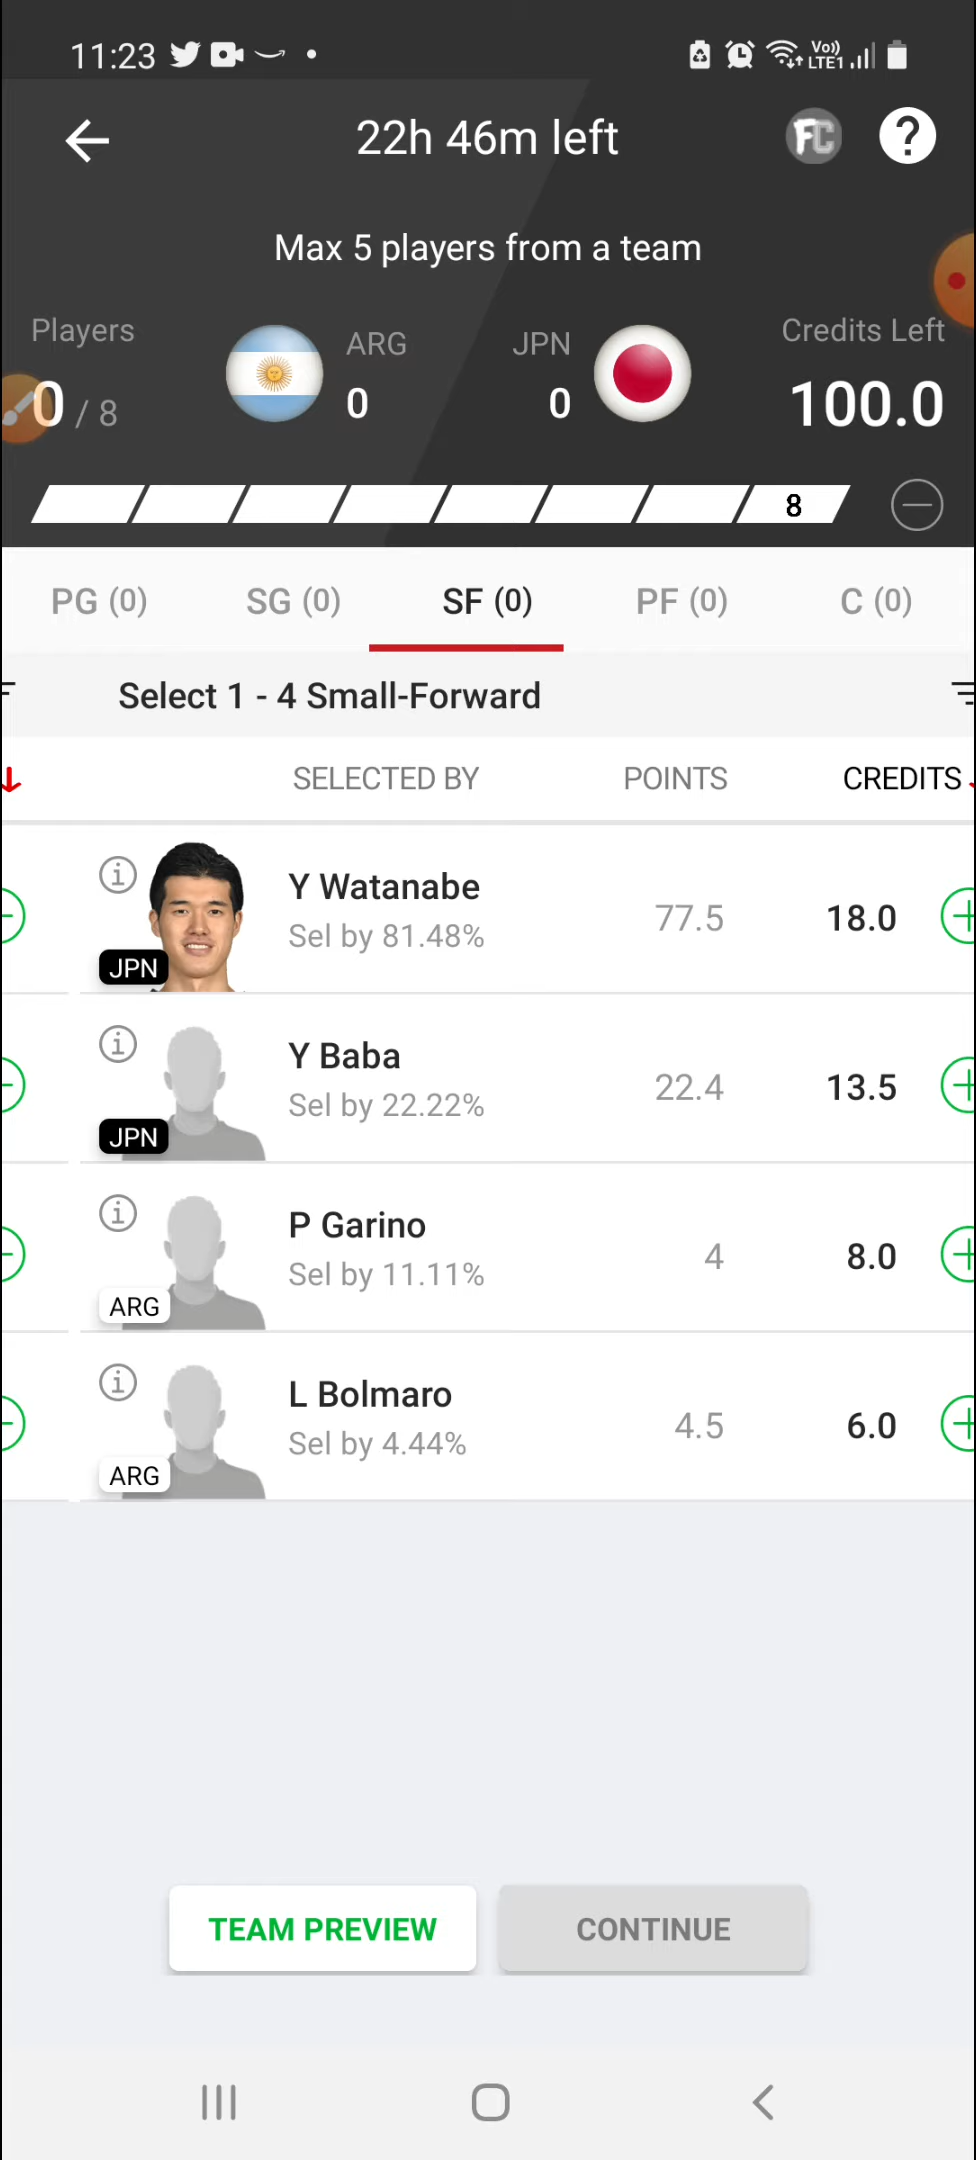 11:23
Vo))
LTE1
22h 46m left
FC
?
Max 5 players from a team
Players
ARG
JPN
Credits Left
0 / 8
0
0
100.0
8
PG (0)
SG (0)
SF (0)
PF (0)
C (0)
Select 1 - 4 Small-Forward
SELECTED BY
POINTS
CREDITS
Y Watanabe
Sel by 81.48%
77.5
18.0
JPN
Y Baba
Sel by 22.22%
22.4
13.5
JPN
P Garino
Sel by 11.11%
4
8.0
ARG
L Bolmaro
Sel by 4.44%
4.5
6.0
ARG
TEAM PREVIEW
CONTINUE